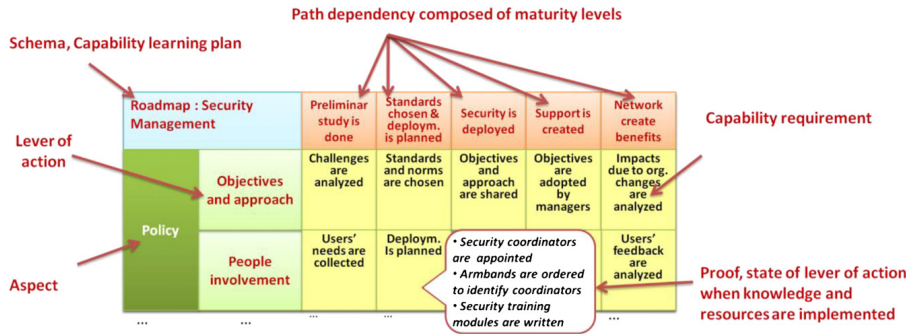 Path dependency composed of maturity levels
Schema, Capability learning plan
Roadmap : Security
Management
Preliminar
study is
done
Standards
chosen &
deploym.
is planned
Security is
deployed
Support is
created
Network
create
benefits
Capability requirement
Lever of
action
Objectives
and approach
Challenges
are
analyzed
Standards
and norms
are chosen
Objectives
and
approach
are shared
Objectives
are
adopted
by
managers
Impacts
due to org.
changes
are
analyzed
Policy
People
involvement
Users'
needs are
collected
Deploym.
Is planned
• Security coordinators
are appointed
• Armbands are ordered
to identify coordinators
• Security training
modules are written
Users'
feedback
are
analyzed
Aspect
Proof, state of lever of action
when knowledge and
resources are implemented
...
...
...
...
...